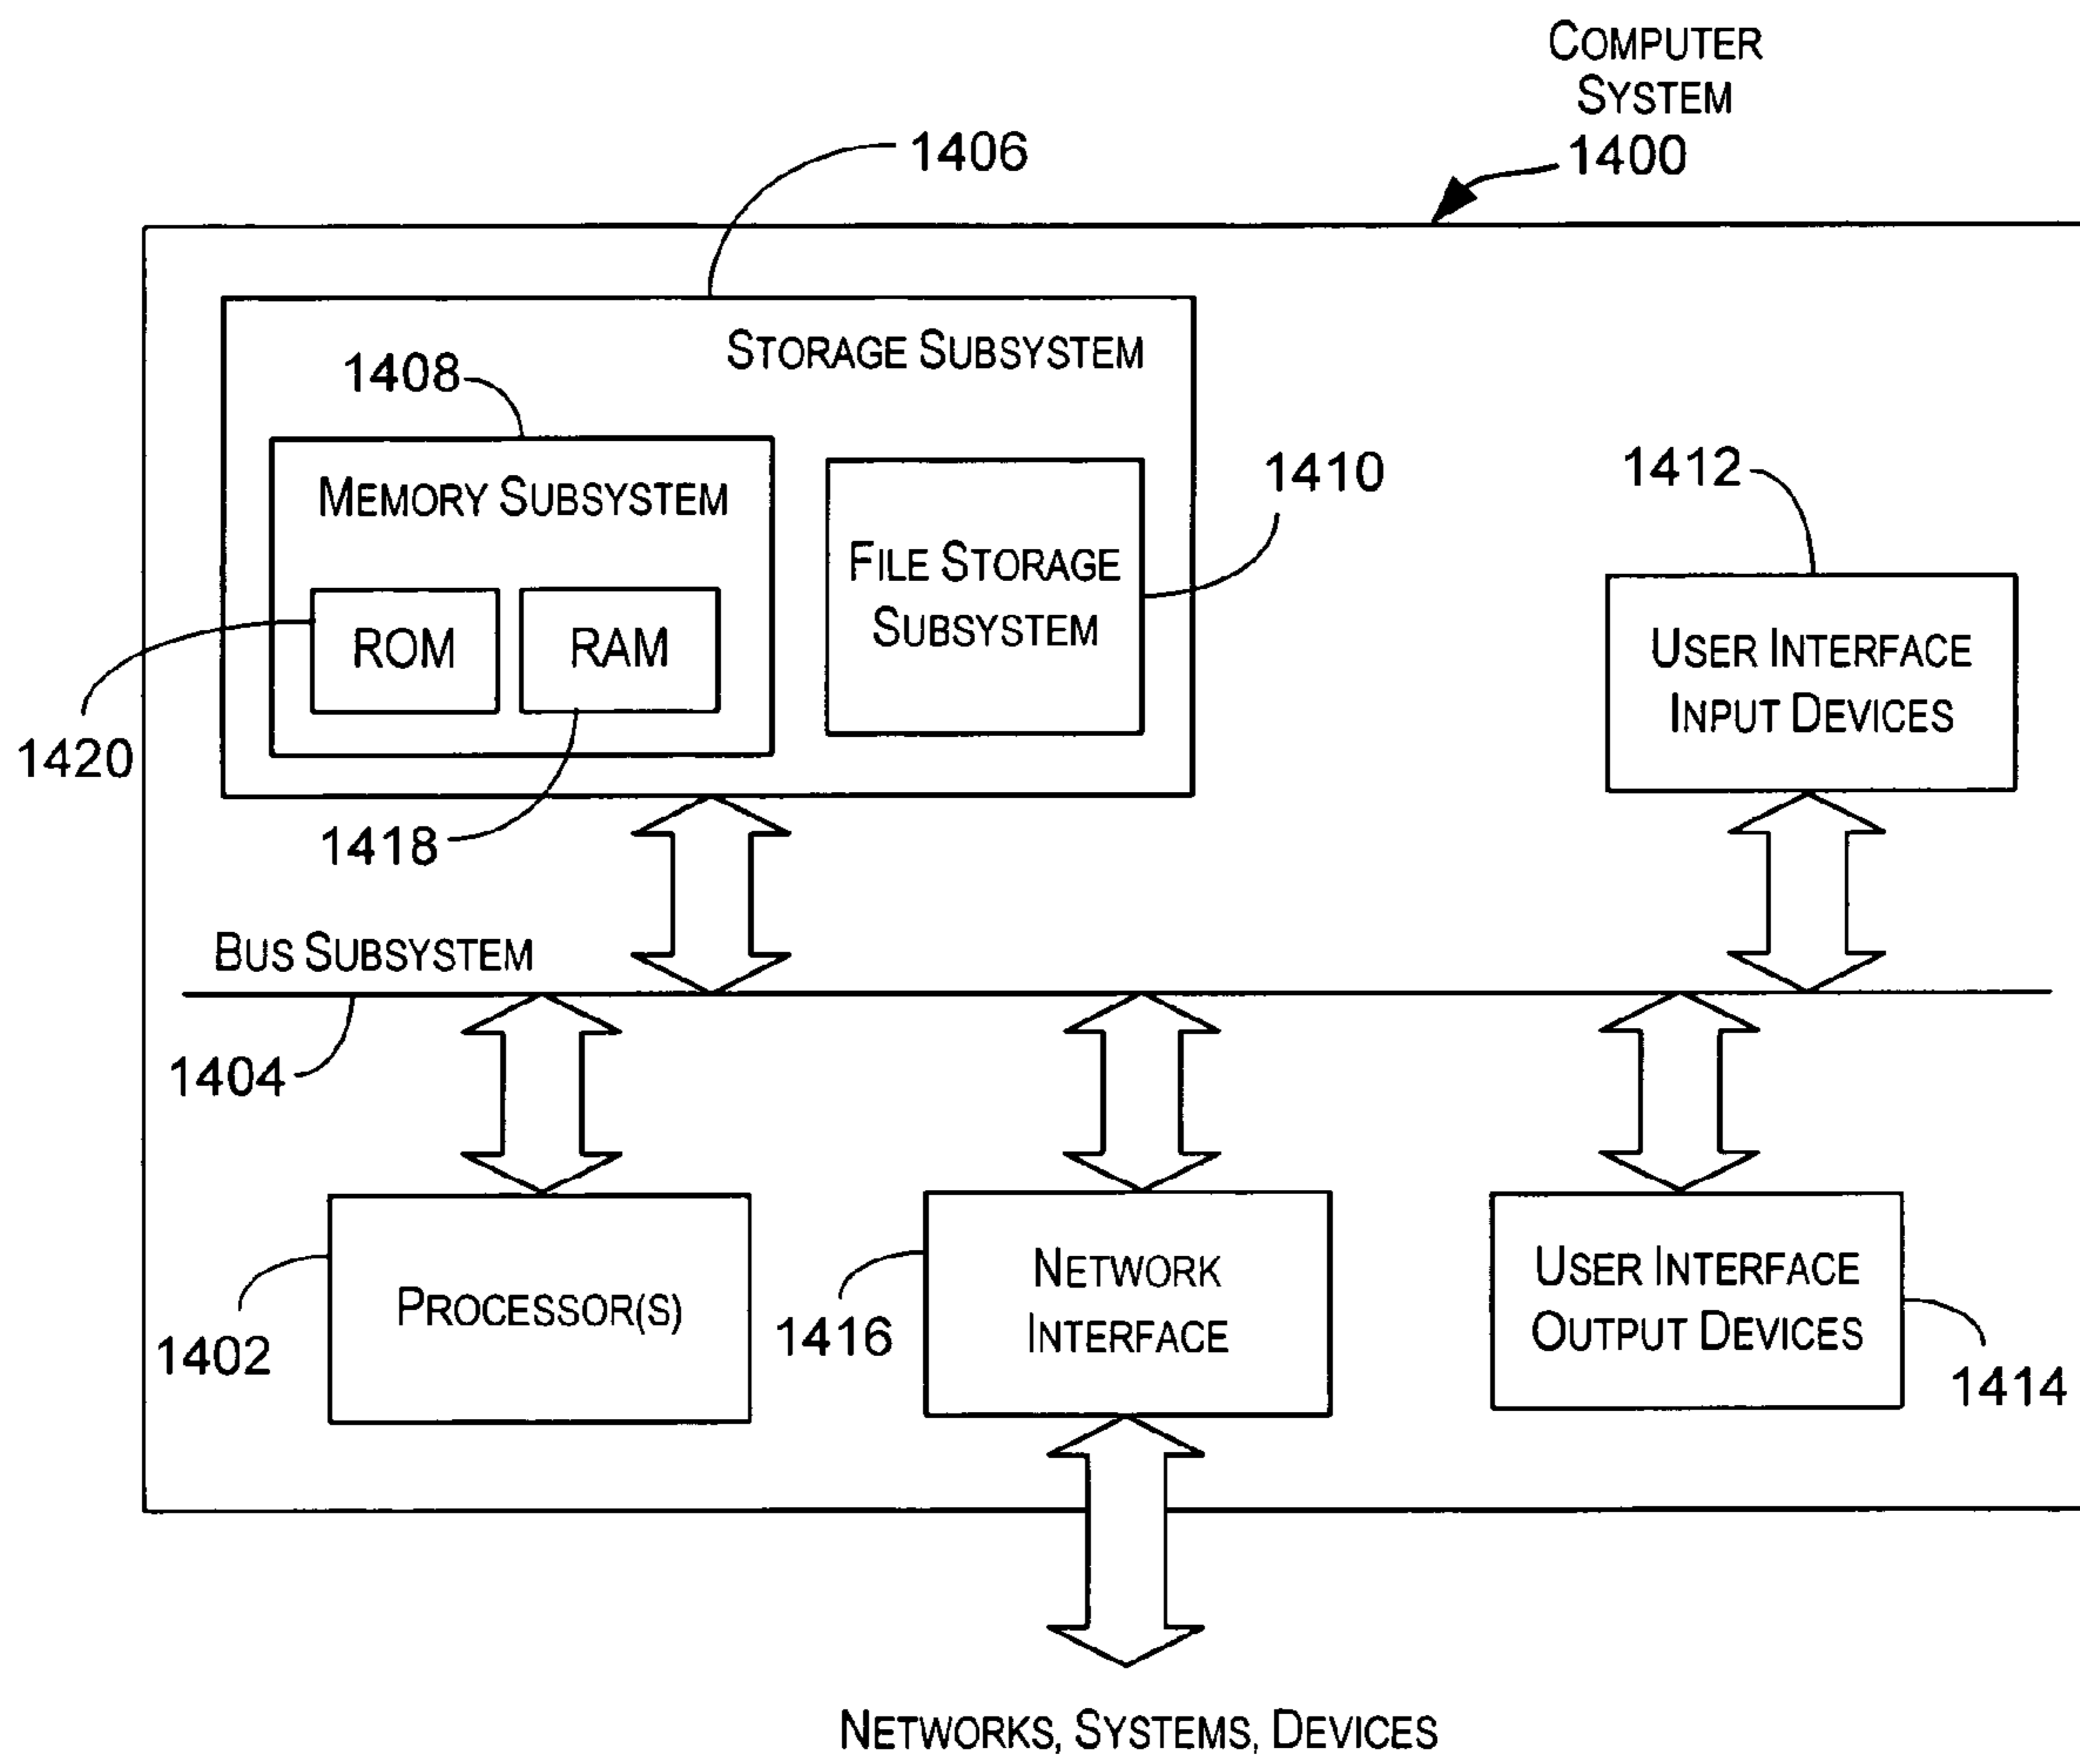 COMPUTER
SYSTEM
1400
1406
STORAGE SUBSYSTEM
1408
MEMORY SUBSYSTEM
1410
1412
FILE STORAGE
SUBSYSTEM
ROM
RAM
USER INTERFACE
INPUT DEVICES
1420
1418
BUS SUBSYSTEM
1404
PROCESSOR(S)
1402
NETWORK
INTERFACE
1416
USER INTERFACE
OUTPUT DEVICES
1414
NETWORKS, SYSTEMS, DEVICES